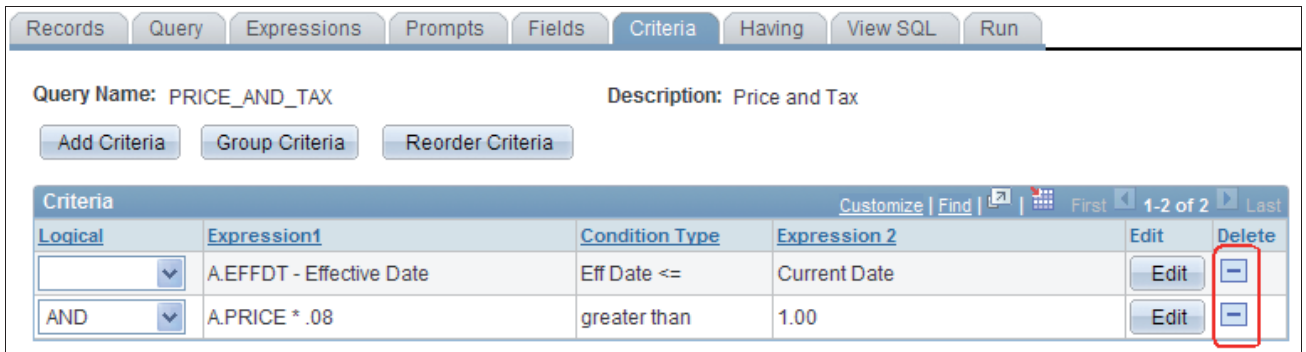 Records Query Expressions Prompts Fields Criteria Having View SQL Run
Query Name: PRICE_AND_TAX Description: Price and Tax
Add Criteria Group Criteria Reorder Criteria
Criteria Customize | Find | | First 1-2 of 2 Last
Logical Expression1 Condition Type Expression 2 Edit Delete
A.EFFDT - Effective Date Eff Date <= Current Date Edit
AND A.PRICE * .08 greater than 1.00 Edit